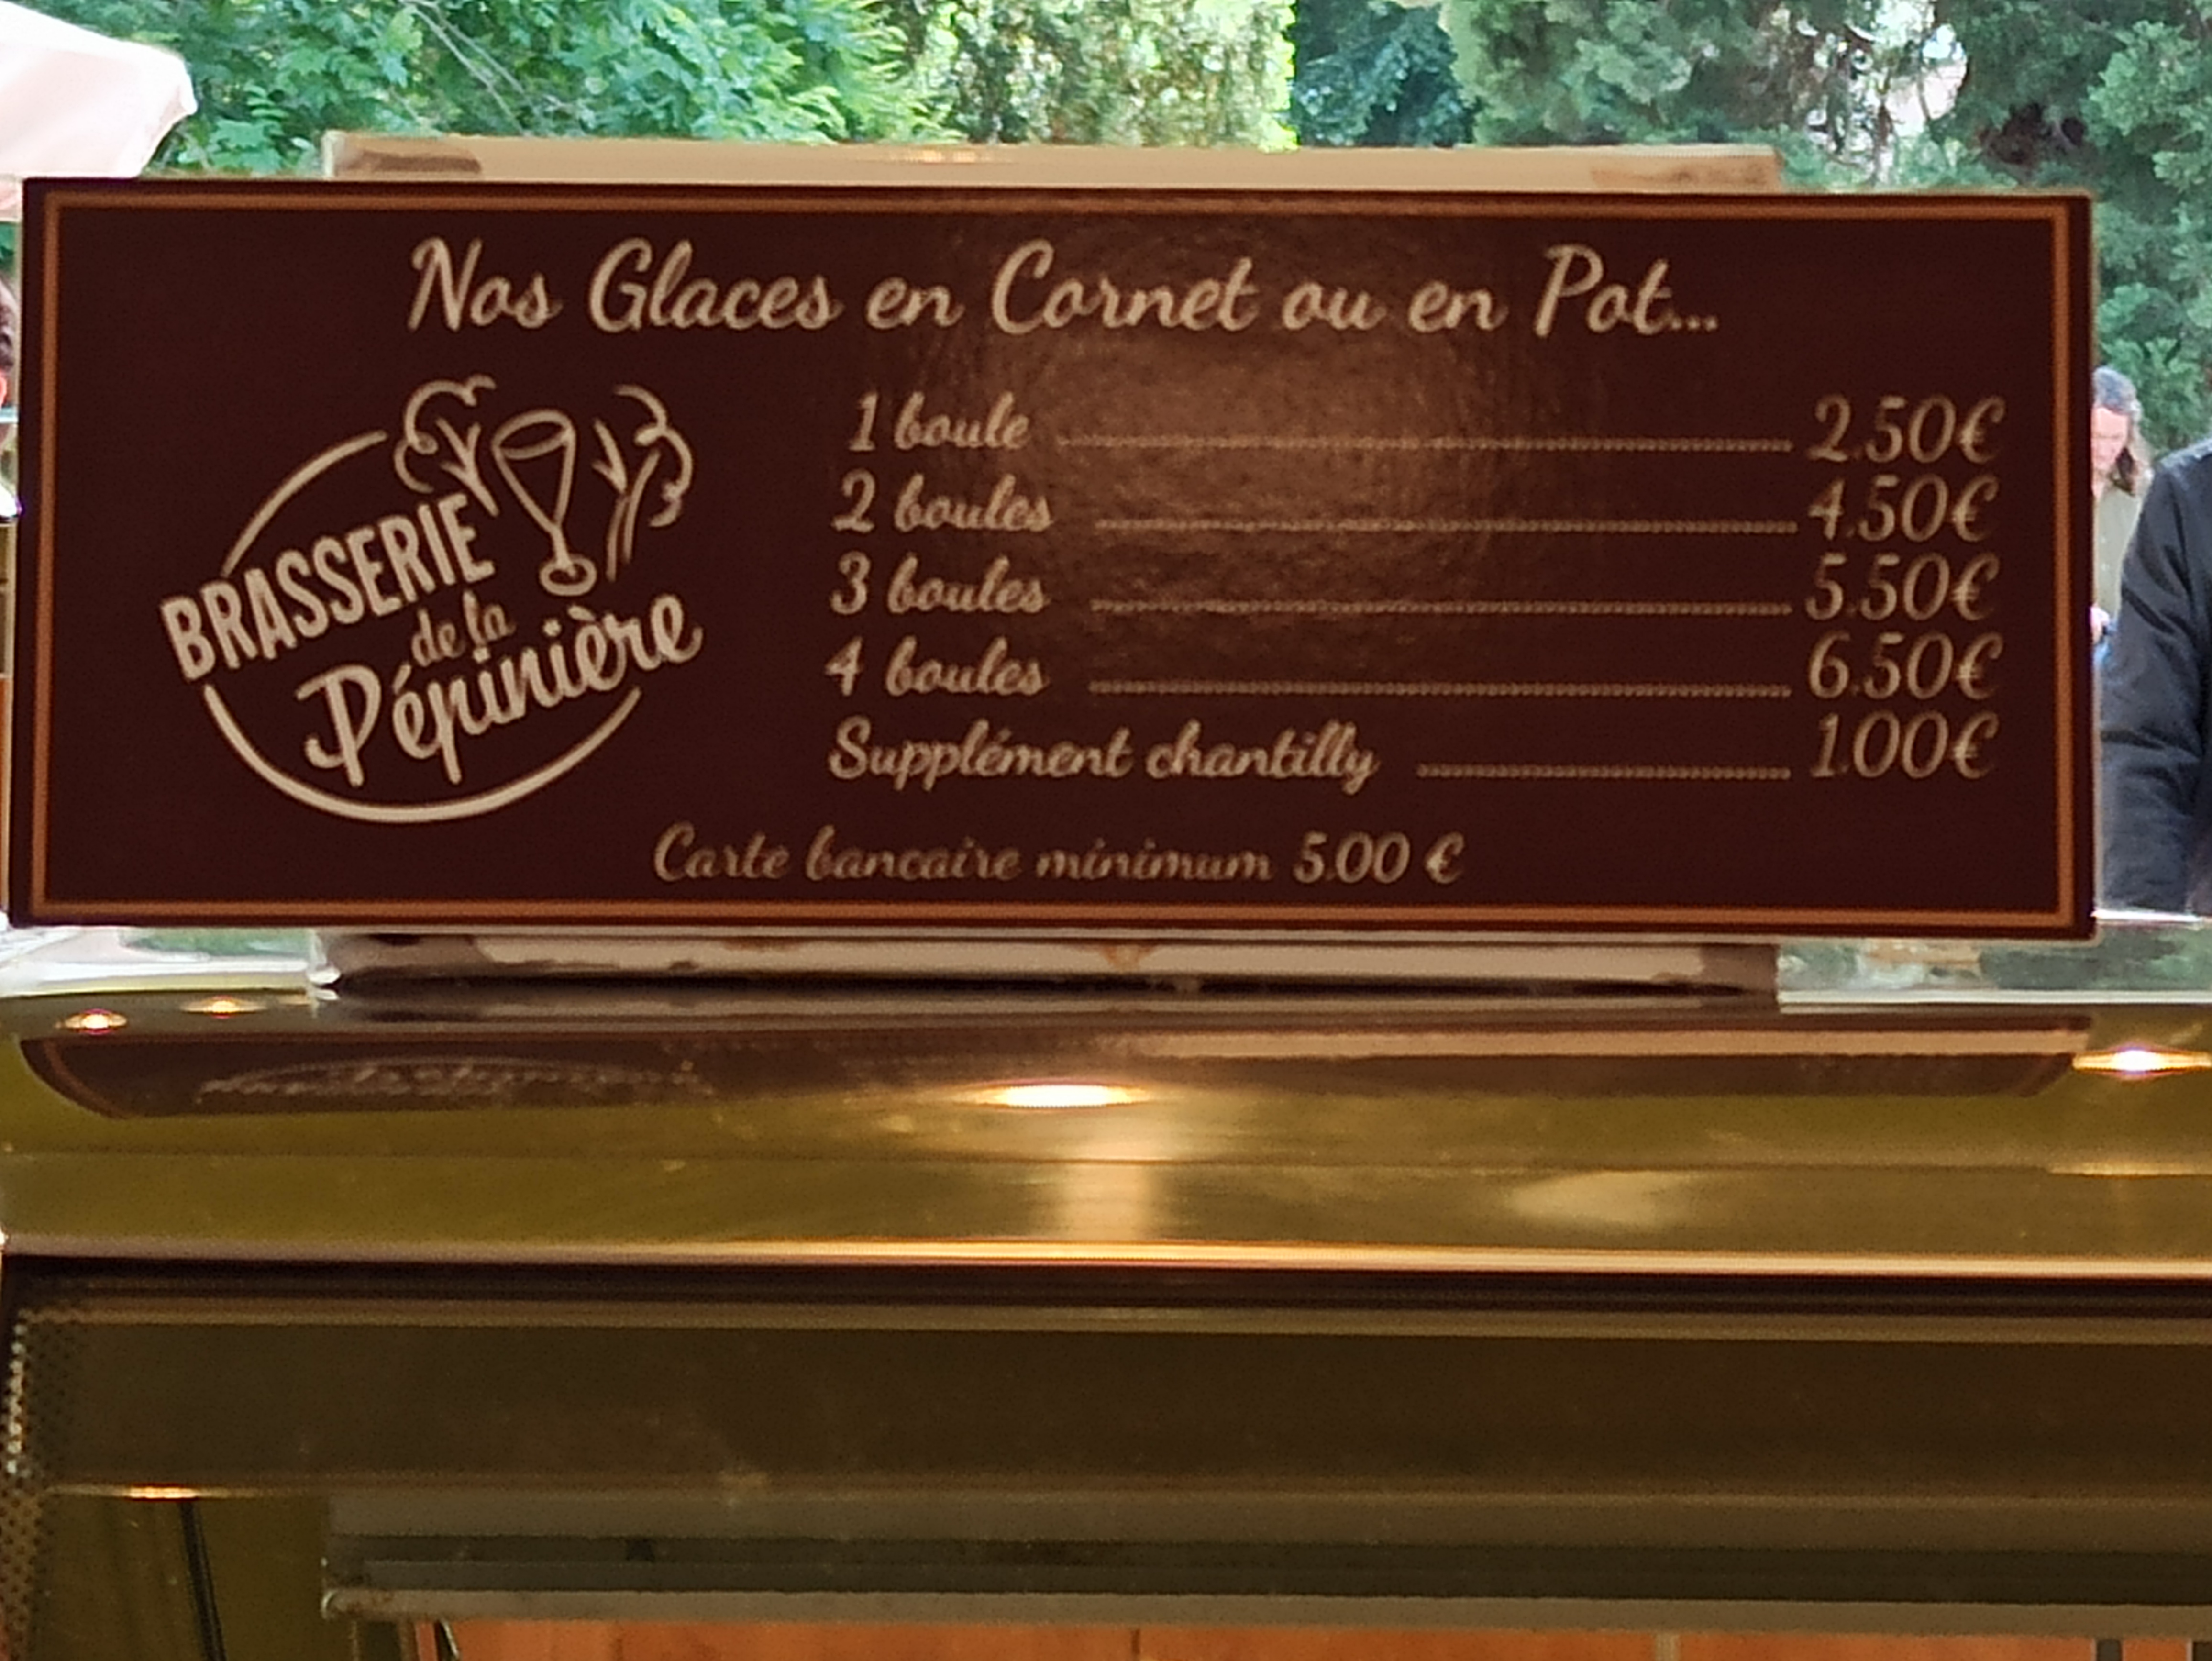 Nos Glaces en Cornet ou en Pot...
BRASSERIE
de la
Pépinière
1 boule 2.50€
2 boules 4.50€
3 boules 5.50€
4 boules 6.50€
Supplément chantilly 1.00€
Carte bancaire minimum 5.00 €